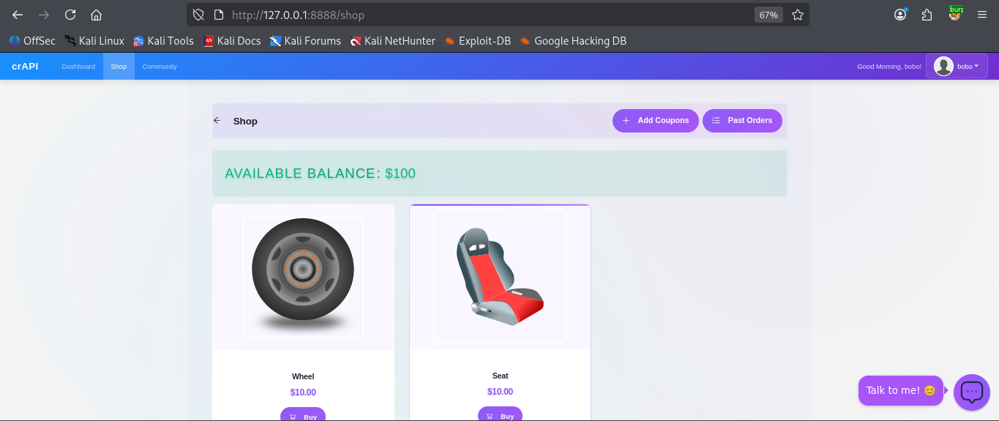 http://127.0.0.1:8888/shop 67% burp
OffSec Kali Linux Kali Tools Kali Docs Kali Forums Kali NetHunter Exploit-DB Google Hacking DB
crAPI Dashboard Shop Community Good Morning, bobo! bobo
Shop Add Coupons Past Orders
AVAILABLE BALANCE: $100
Wheel Seat
$10.00 $10.00
Buy Buy
Talk to me! 😊